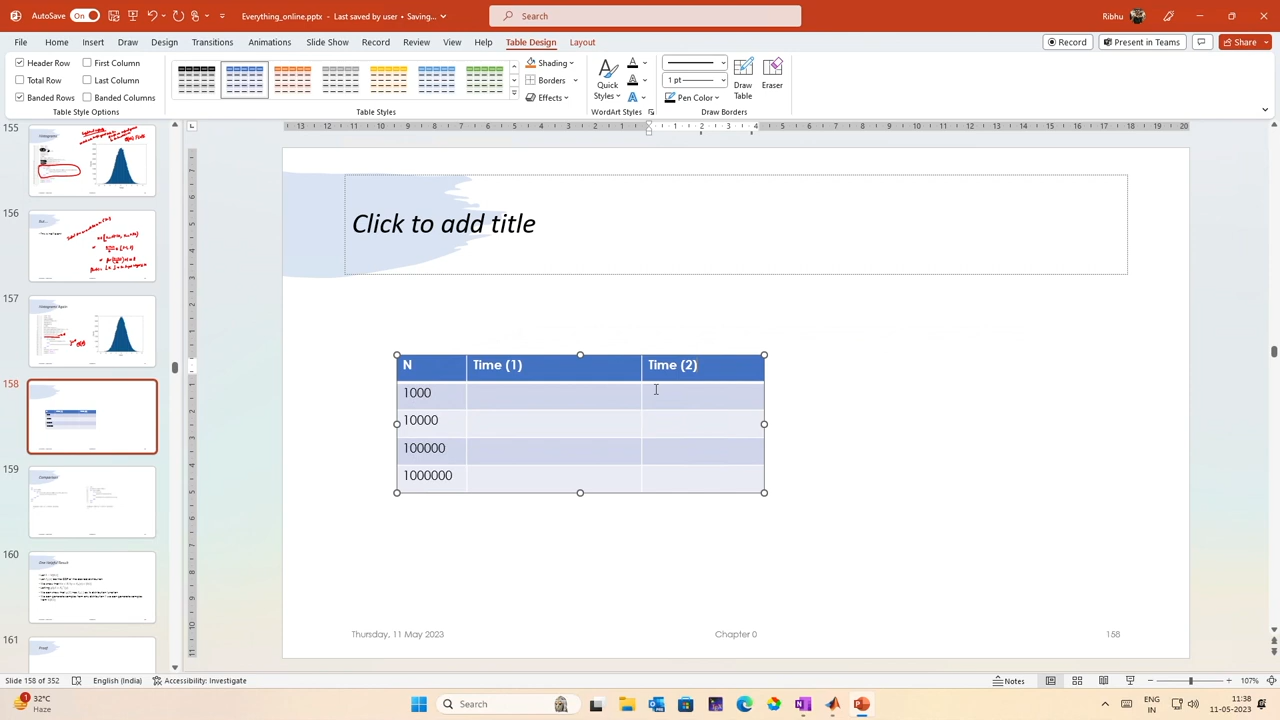 AutoSave On Everything_online.pptx • Last saved by user • Saving... Search Ribhu
File Home Insert Draw Design Transitions Animations Slide Show Record Review View Help Table Design Layout Record Present in Teams Share
Header Row First Column Shading 1 pt Quick Styles Draw Table Eraser
Total Row Last Column Borders
Banded Rows Banded Columns Effects Pen Color
Table Style Options Table Styles WordArt Styles Draw Borders
156
157
158
159
160
161
Click to add title
N Time (1) Time (2)
1000
10000
100000
1000000
Thursday, 11 May 2023 Chapter 0 158
Slide 158 of 352 English (India) Accessibility: Investigate Notes 107%
32°C
Haze
Search
ENG
IN
11:38
11-05-2023